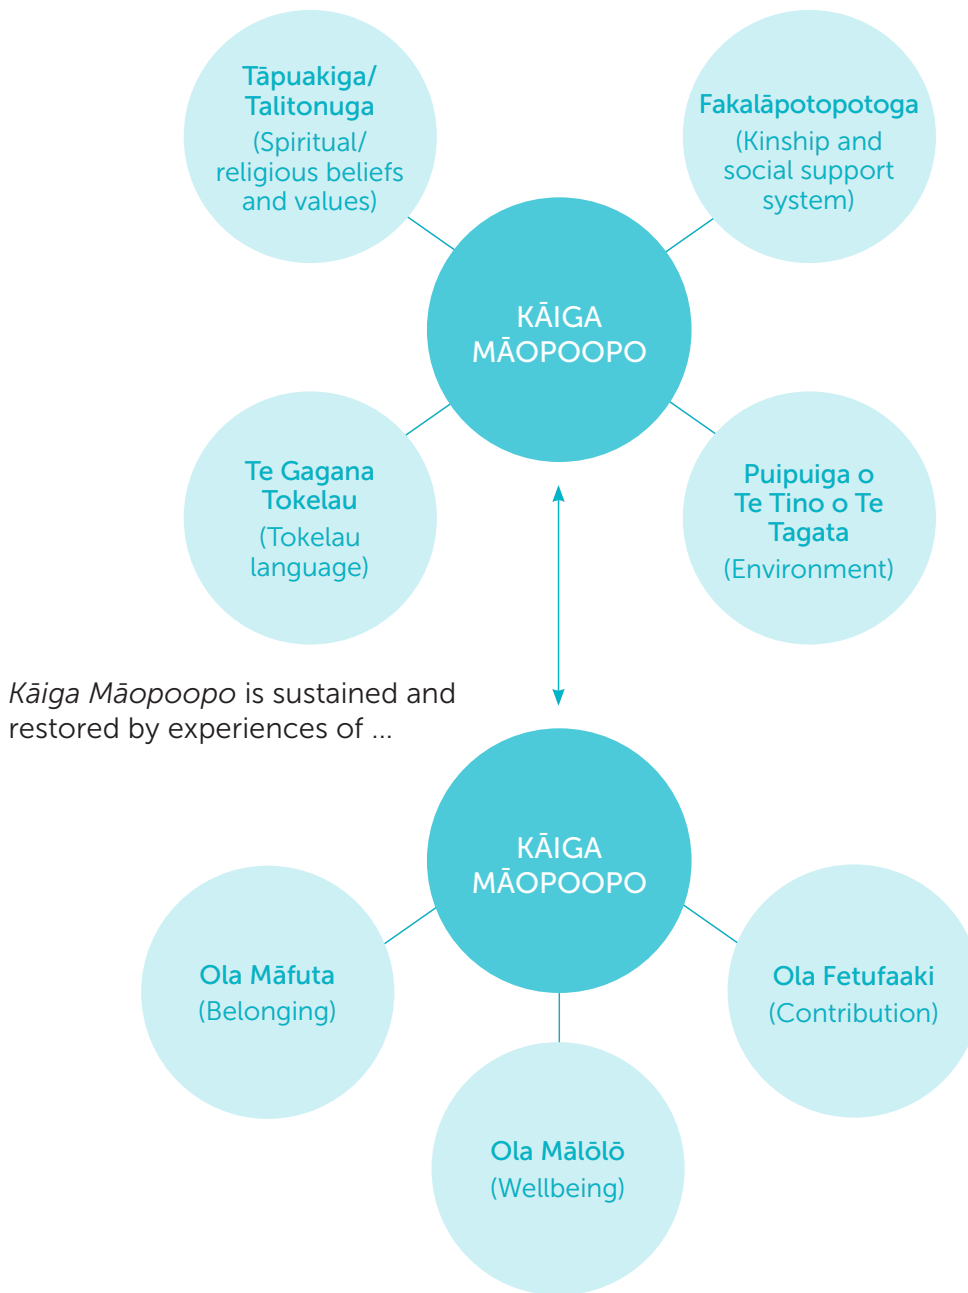 Tāpuakiga/
Talitonuga
(Spiritual/
religious beliefs
and values)
Fakalāpotopotoga
(Kinship and
social support
system)
KĀIGA
MĀOPOOPO
Te Gagana
Tokelau
(Tokelau
language)
Puipuiga o
Te Tino o Te
Tagata
(Environment)
Kāiga Māopoopo is sustained and
restored by experiences of ...
KĀIGA
MĀOPOOPO
Ola Māfuta
(Belonging)
Ola Fetufaaki
(Contribution)
Ola Mālōlō
(Wellbeing)